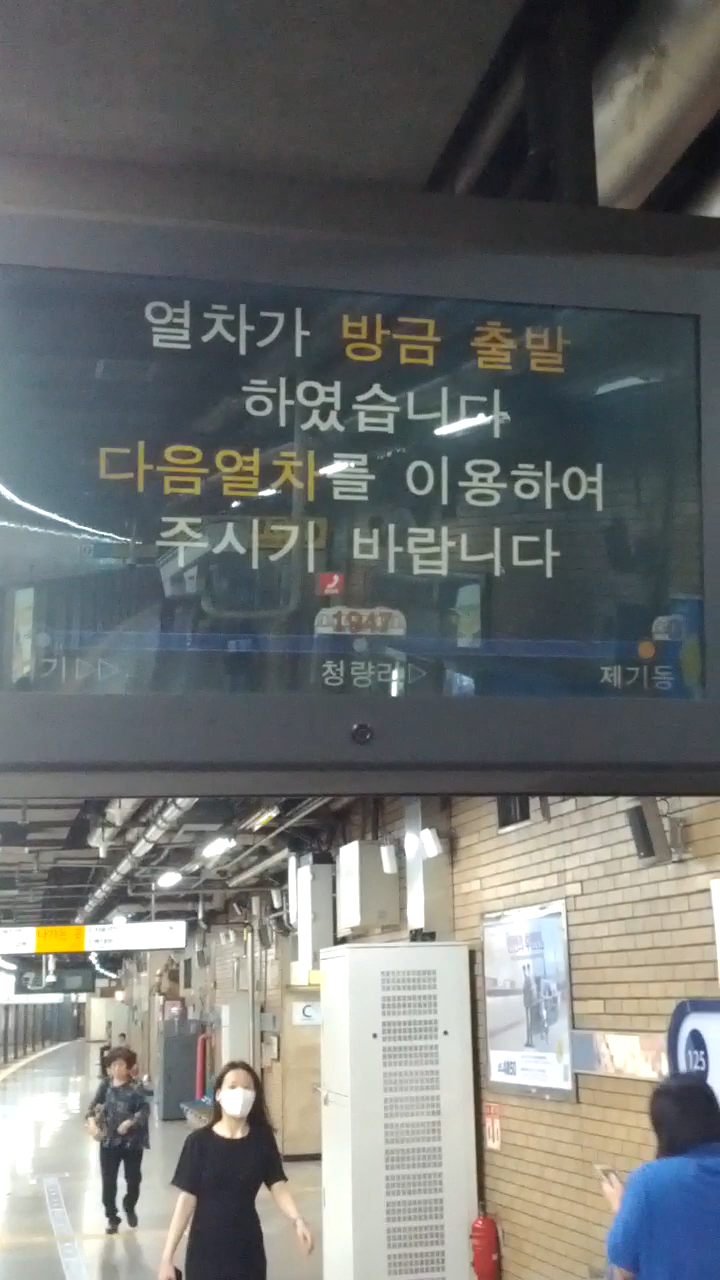 열차가 방금 출발
하였습니다
다음열차를 이용하여
주시기 바랍니다
1947
기▷▷
청량리▷
제기동
125